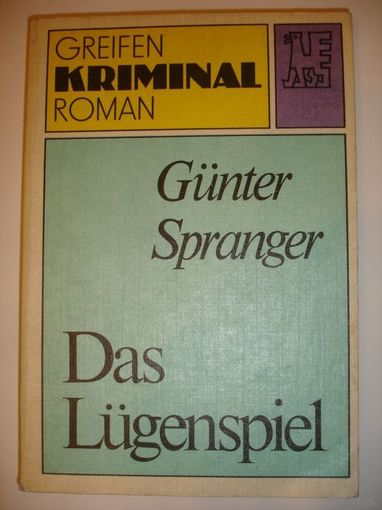 GREIFEN
KRIMINAL
ROMAN
Günter
Spranger
Das
Lügenspiel